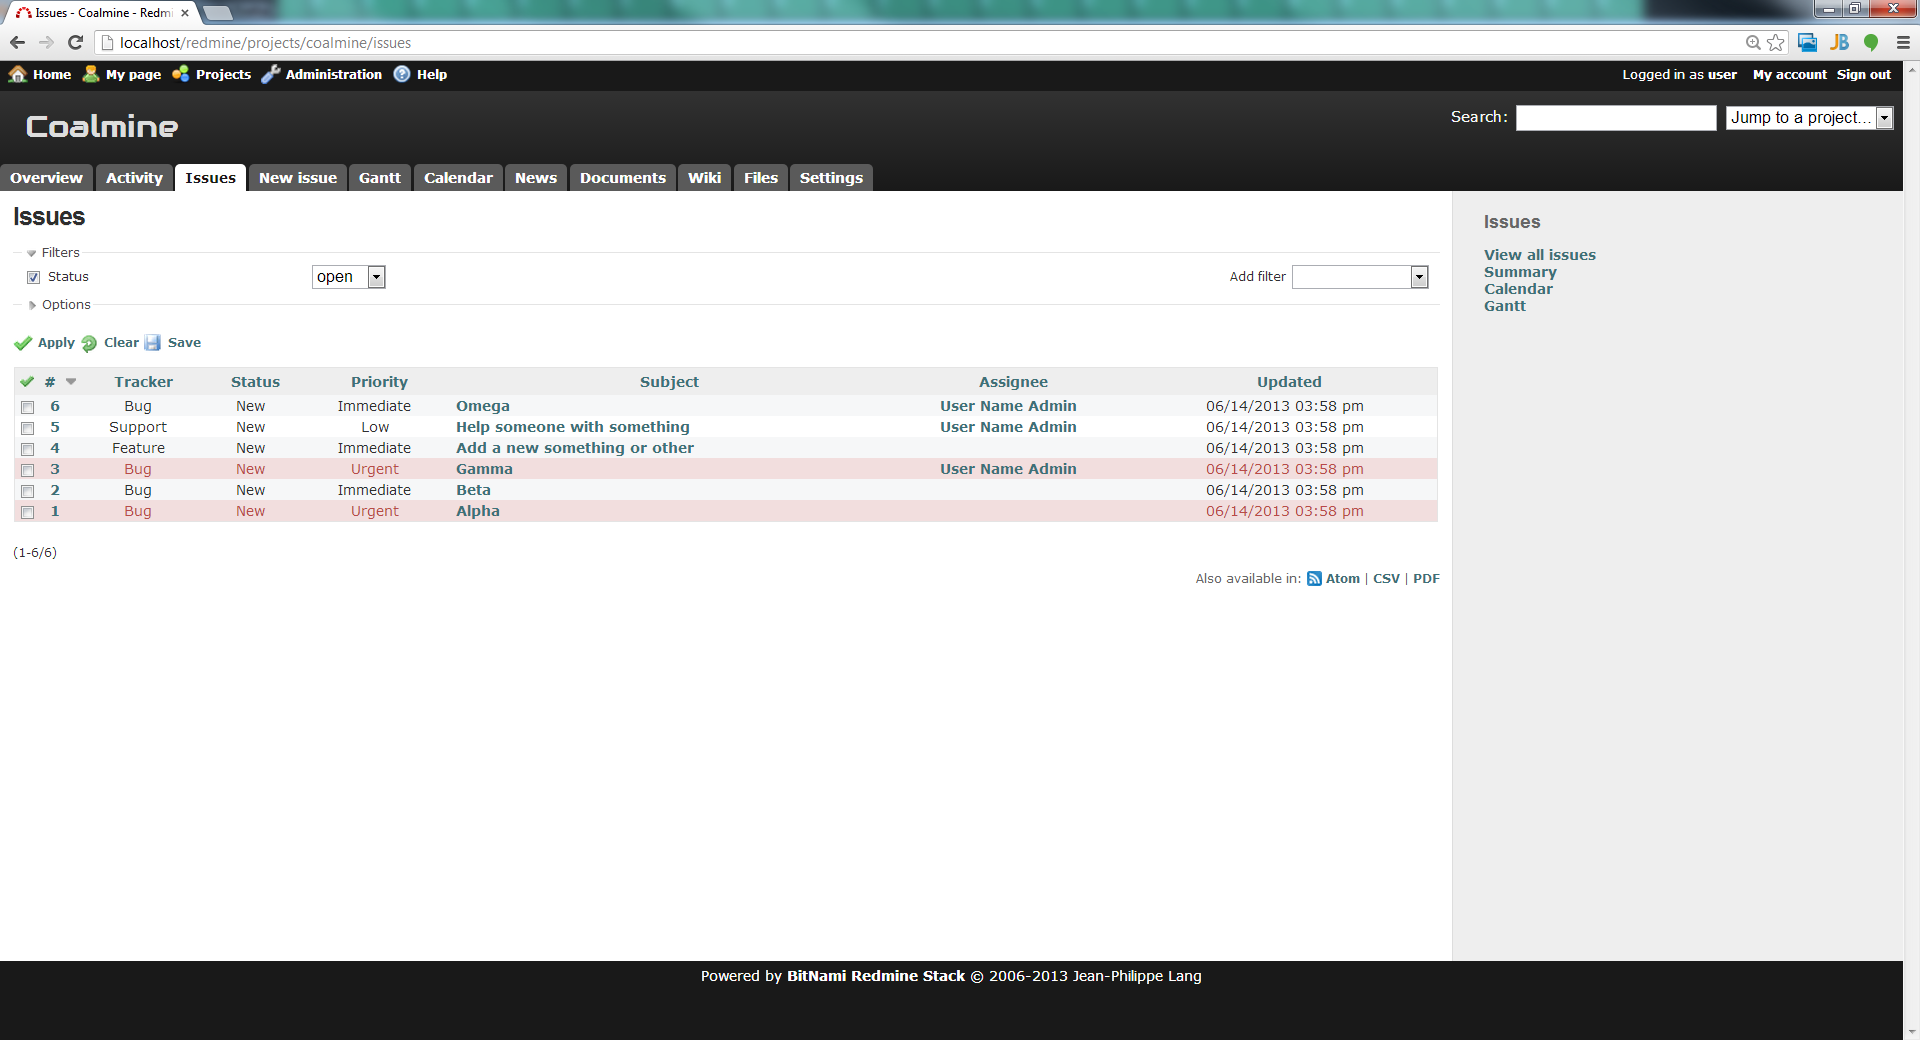 Issues - Coalmine - Redmi
localhost/redmine/projects/coalmine/issues
JB
Home My page Projects Administration Help
Logged in as user My account Sign out
Coalmine
Search: Jump to a project...
Overview Activity Issues New issue Gantt Calendar News Documents Wiki Files Settings
Issues
Filters
Status open Add filter
Options
Apply Clear Save
# Tracker Status Priority Subject Assignee Updated
6 Bug New Immediate Omega User Name Admin 06/14/2013 03:58 pm
5 Support New Low Help someone with something User Name Admin 06/14/2013 03:58 pm
4 Feature New Immediate Add a new something or other 06/14/2013 03:58 pm
3 Bug New Urgent Gamma User Name Admin 06/14/2013 03:58 pm
2 Bug New Immediate Beta 06/14/2013 03:58 pm
1 Bug New Urgent Alpha 06/14/2013 03:58 pm
(1-6/6)
Also available in: Atom | CSV | PDF
Issues
View all issues
Summary
Calendar
Gantt
Powered by BitNami Redmine Stack © 2006-2013 Jean-Philippe Lang